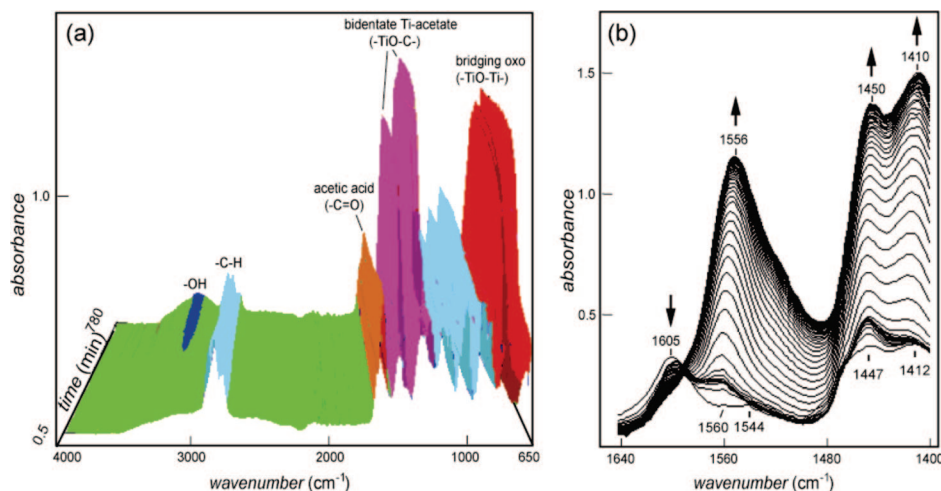 (a)
bidentate Ti-acetate
(-TiO-C-)
bridging oxo
(-TiO-Ti-)
acetic acid
(-C=O)
-C-H
-OH
1.0
0.5
absorbance
time (min)
780
4000
3000
2000
1000
650
wavenumber (cm-1)
(b)
1410
1450
1556
1605
1447
1412
1560
1544
1.5
1.0
0.5
absorbance
1640
1560
1480
1400
wavenumber (cm-1)